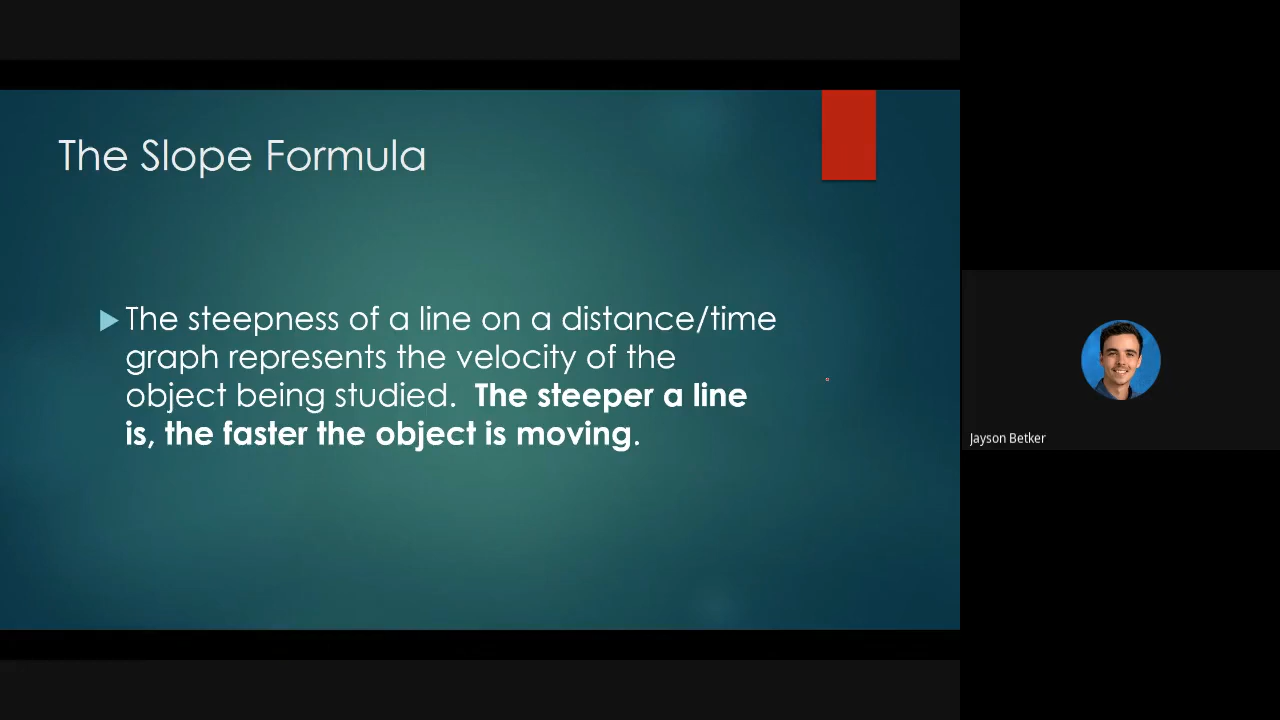 The Slope Formula
The steepness of a line on a distance/time
graph represents the velocity of the
object being studied.  The steeper a line
is, the faster the object is moving.
Jayson Betker